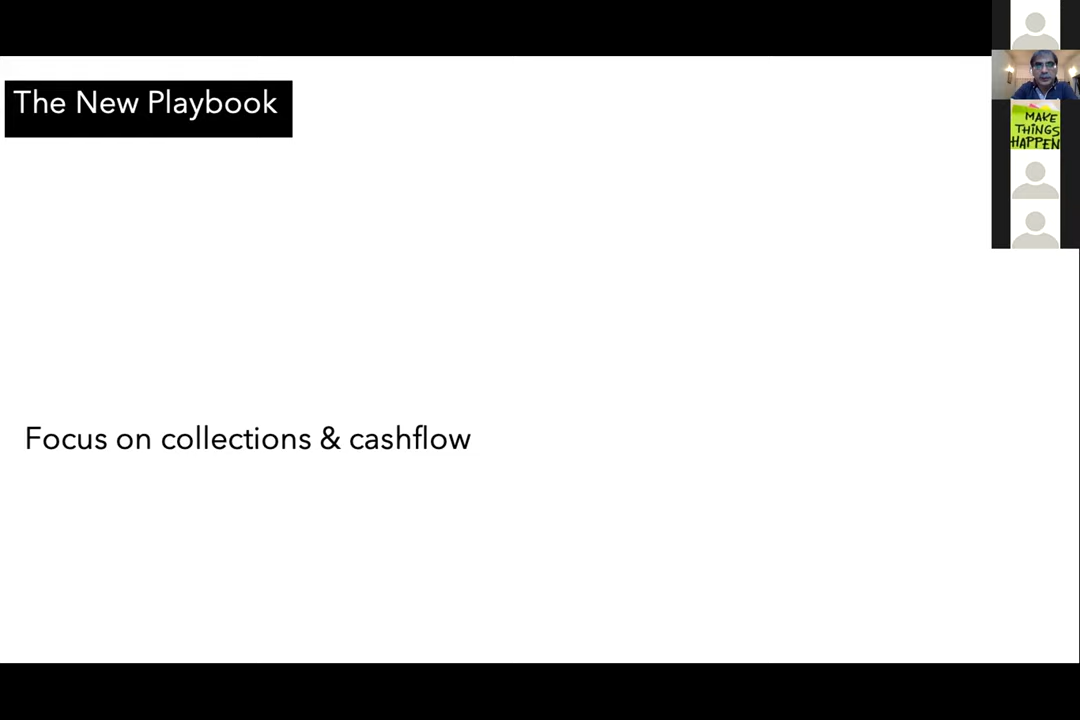 The New Playbook
MAKE
THiNGS
HAPPEN
Focus on collections & cashflow